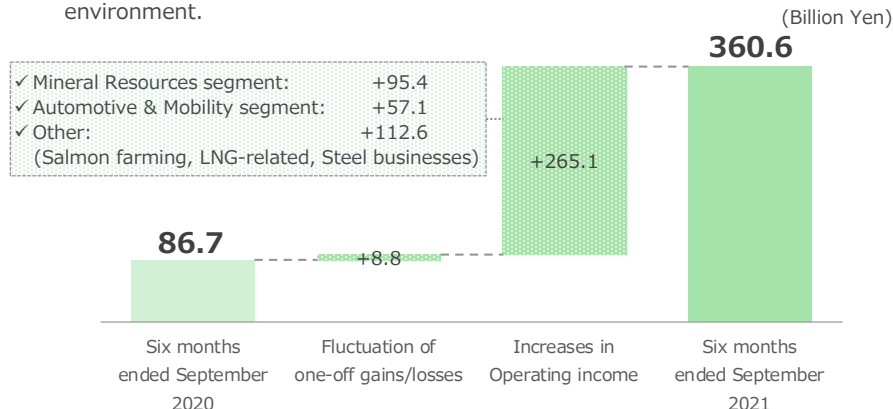 environment.
(Billion Yen)
360.6
✓ Mineral Resources segment: +95.4
✓ Automotive & Mobility segment: +57.1
✓ Other: +112.6
(Salmon farming, LNG-related, Steel businesses)
+265.1
86.7
+8.8
Six months
ended September
2020
Fluctuation of
one-off gains/losses
Increases in
Operating income
Six months
ended September
2021